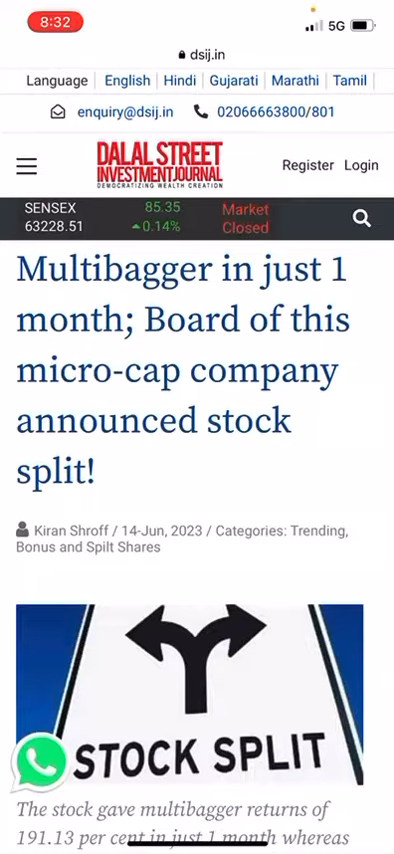 8:32
5G
dsij.in
Language English Hindi Gujarati Marathi Tamil
enquiry@dsij.in 02066663800/801
DALAL STREET
INVESTMENT JOURNAL
DEMOCRATIZING WEALTH CREATION
Register Login
SENSEX 85.35 Market
63228.51 0.14% Closed
Multibagger in just 1
month; Board of this
micro-cap company
announced stock
split!
Kiran Shroff / 14-Jun, 2023 / Categories: Trending,
Bonus and Spilt Shares
STOCK SPLIT
The stock gave multibagger returns of
191.13 per cent in just 1 month whereas